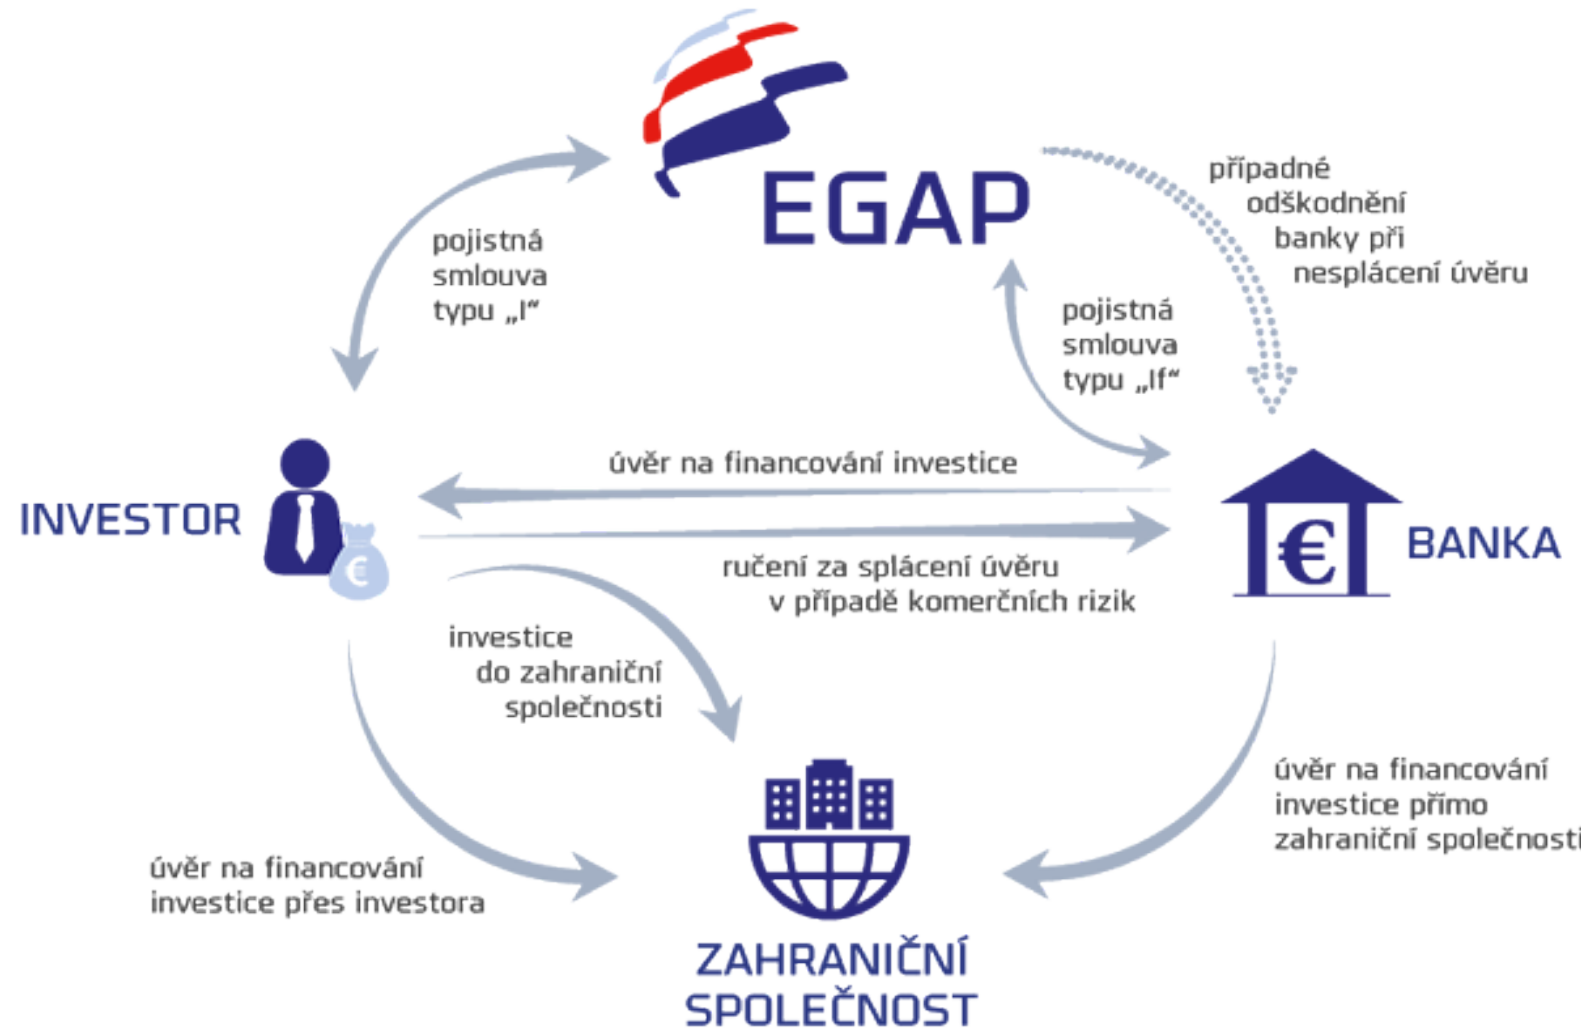 EGAP
případné
odškodnění
banky při
nesplácení úvěru
pojistná
smlouva
typu „I“
pojistná
smlouva
typu „If“
úvěr na financování investice
INVESTOR
€
€
BANKA
ručení za splácení úvěru
v případě komerčních rizik
investice
do zahraniční
společnosti
úvěr na financování
investice přímo
zahraniční společnosti
úvěr na financování
investice přes investora
ZAHRANIČNÍ
SPOLEČNOST